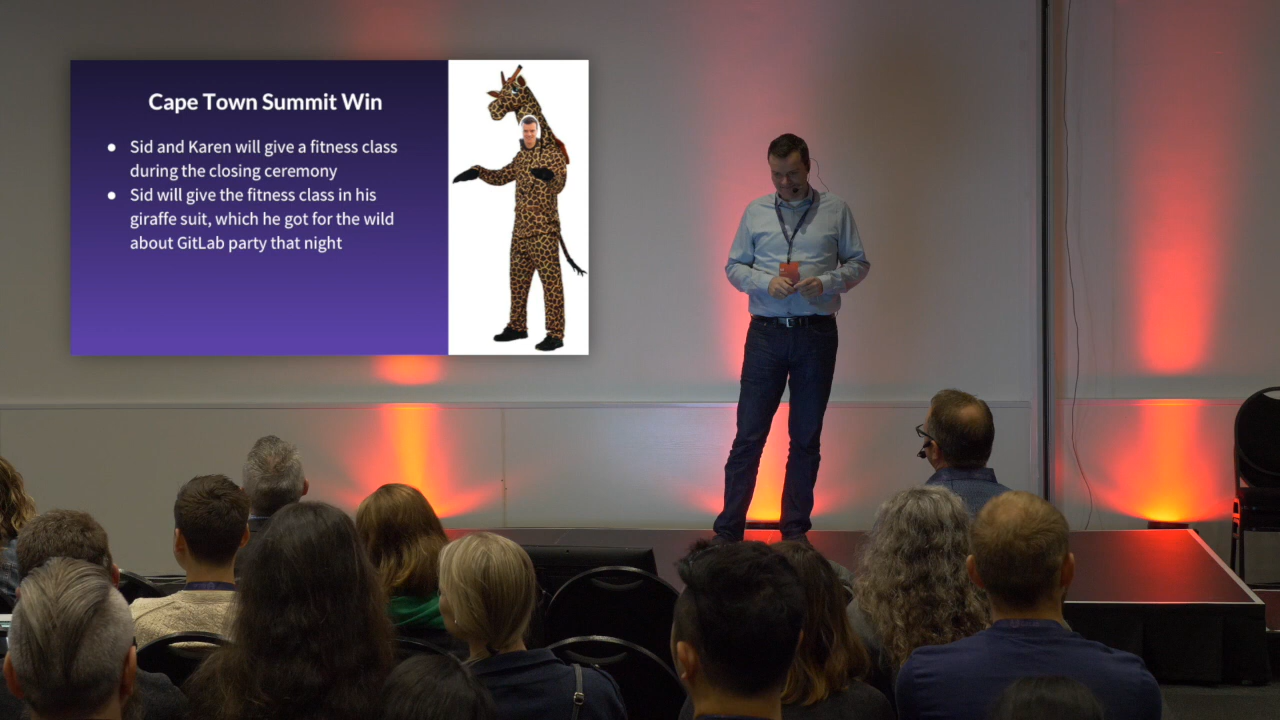 Cape Town Summit Win
● Sid and Karen will give a fitness class
during the closing ceremony
● Sid will give the fitness class in his
giraffe suit, which he got for the wild
about GitLab party that night